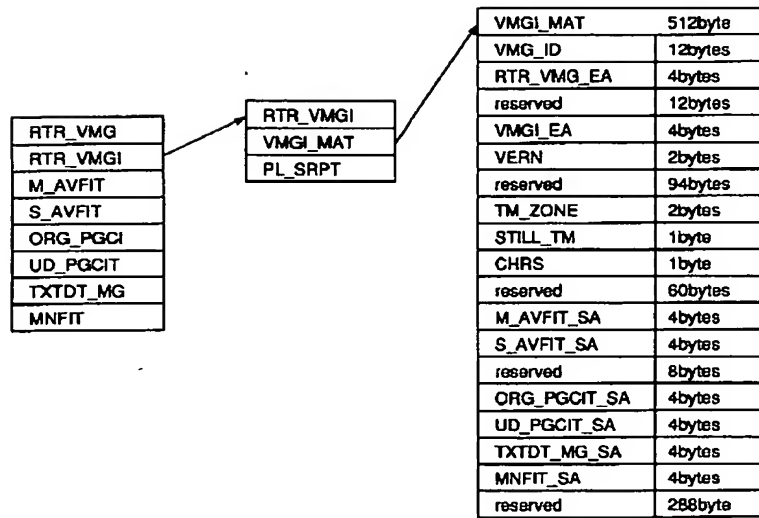 RTR_VMG
RTR_VMGI
M_AVFIT
S_AVFIT
ORG_PGCI
UD_PGCIT
TXTDT_MG
MNFIT
RTR_VMGI
VMGI_MAT
PL_SRPT
VMGI_MAT 512byte
VMG_ID 12bytes
RTR_VMG_EA 4bytes
reserved 12bytes
VMGI_EA 4bytes
VERN 2bytes
reserved 94bytes
TM_ZONE 2bytes
STILL_TM 1byte
CHRS 1byte
reserved 60bytes
M_AVFIT_SA 4bytes
S_AVFIT_SA 4bytes
reserved 8bytes
ORG_PGCIT_SA 4bytes
UD_PGCIT_SA 4bytes
TXTDT_MG_SA 4bytes
MNFIT_SA 4bytes
reserved 288byte